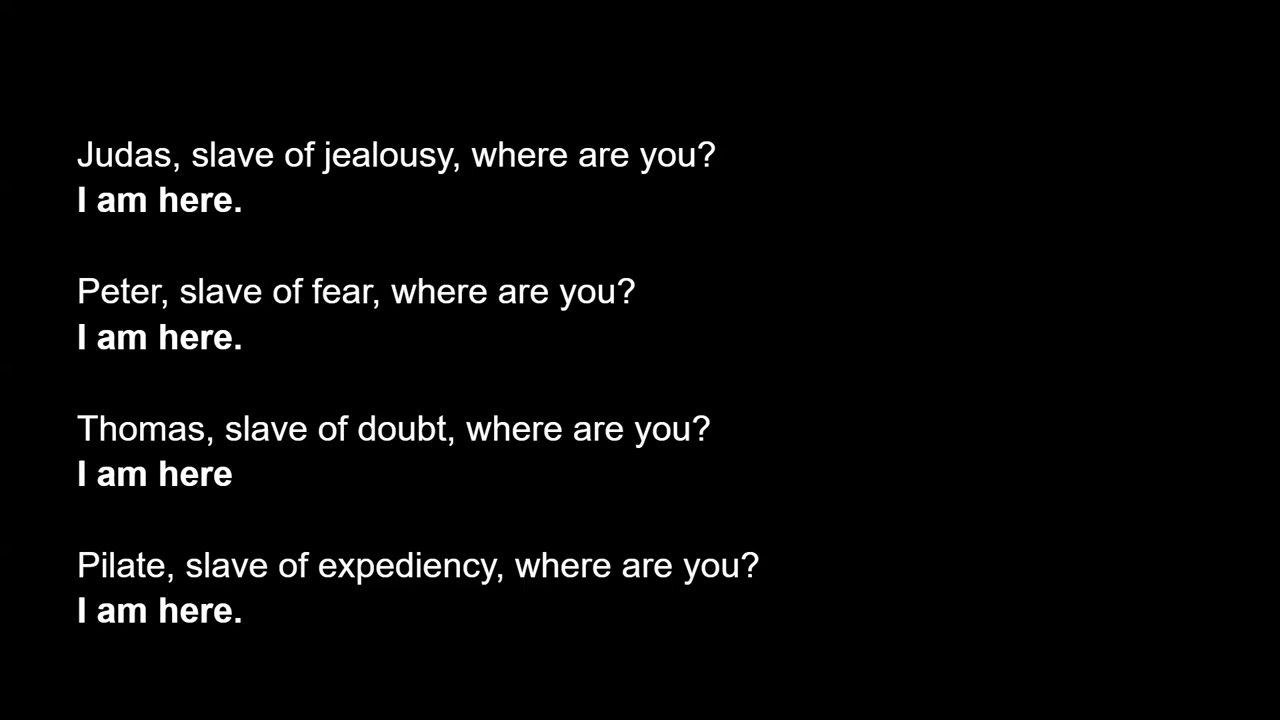 Judas, slave of jealousy, where are you?
I am here.
Peter, slave of fear, where are you?
I am here.
Thomas, slave of doubt, where are you?
I am here
Pilate, slave of expediency, where are you?
I am here.